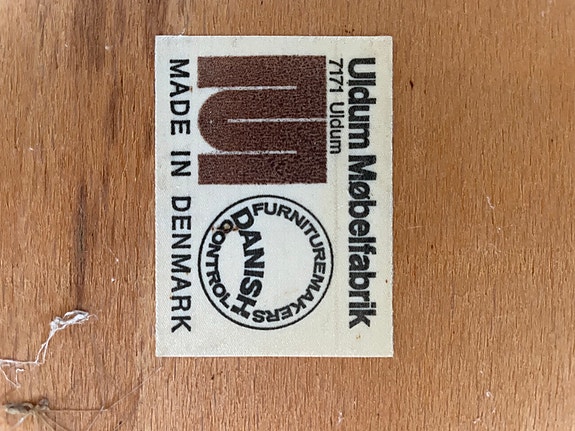 Uldum Møbelfabrik
7171 Uldum
FURNITUREMAKERS
DANISH
CONTROL
MADE IN DENMARK